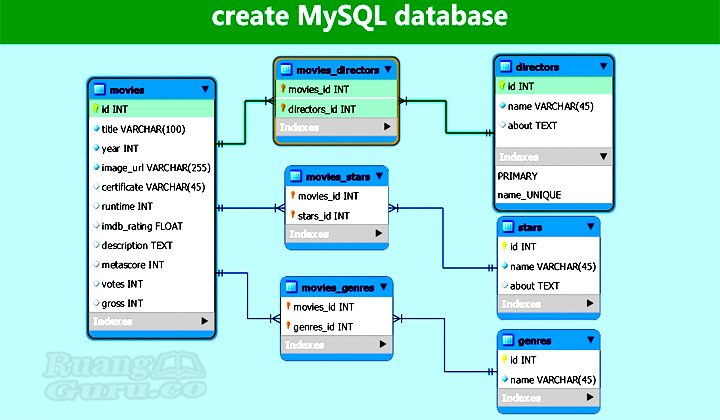 create MySQL database
movies
id INT
title VARCHAR(100)
year INT
image_url VARCHAR(255)
certificate VARCHAR(45)
runtime INT
imdb_rating FLOAT
description TEXT
metascore INT
votes INT
gross INT
Indexes
movies_directors
movies_id INT
directors_id INT
Indexes
movies_stars
movies_id INT
stars_id INT
Indexes
movies_genres
movies_id INT
genres_id INT
Indexes
directors
id INT
name VARCHAR(45)
about TEXT
Indexes
PRIMARY
name_UNIQUE
stars
id INT
name VARCHAR(45)
about TEXT
Indexes
genres
id INT
name VARCHAR(45)
Indexes
Ruang
Guru.co